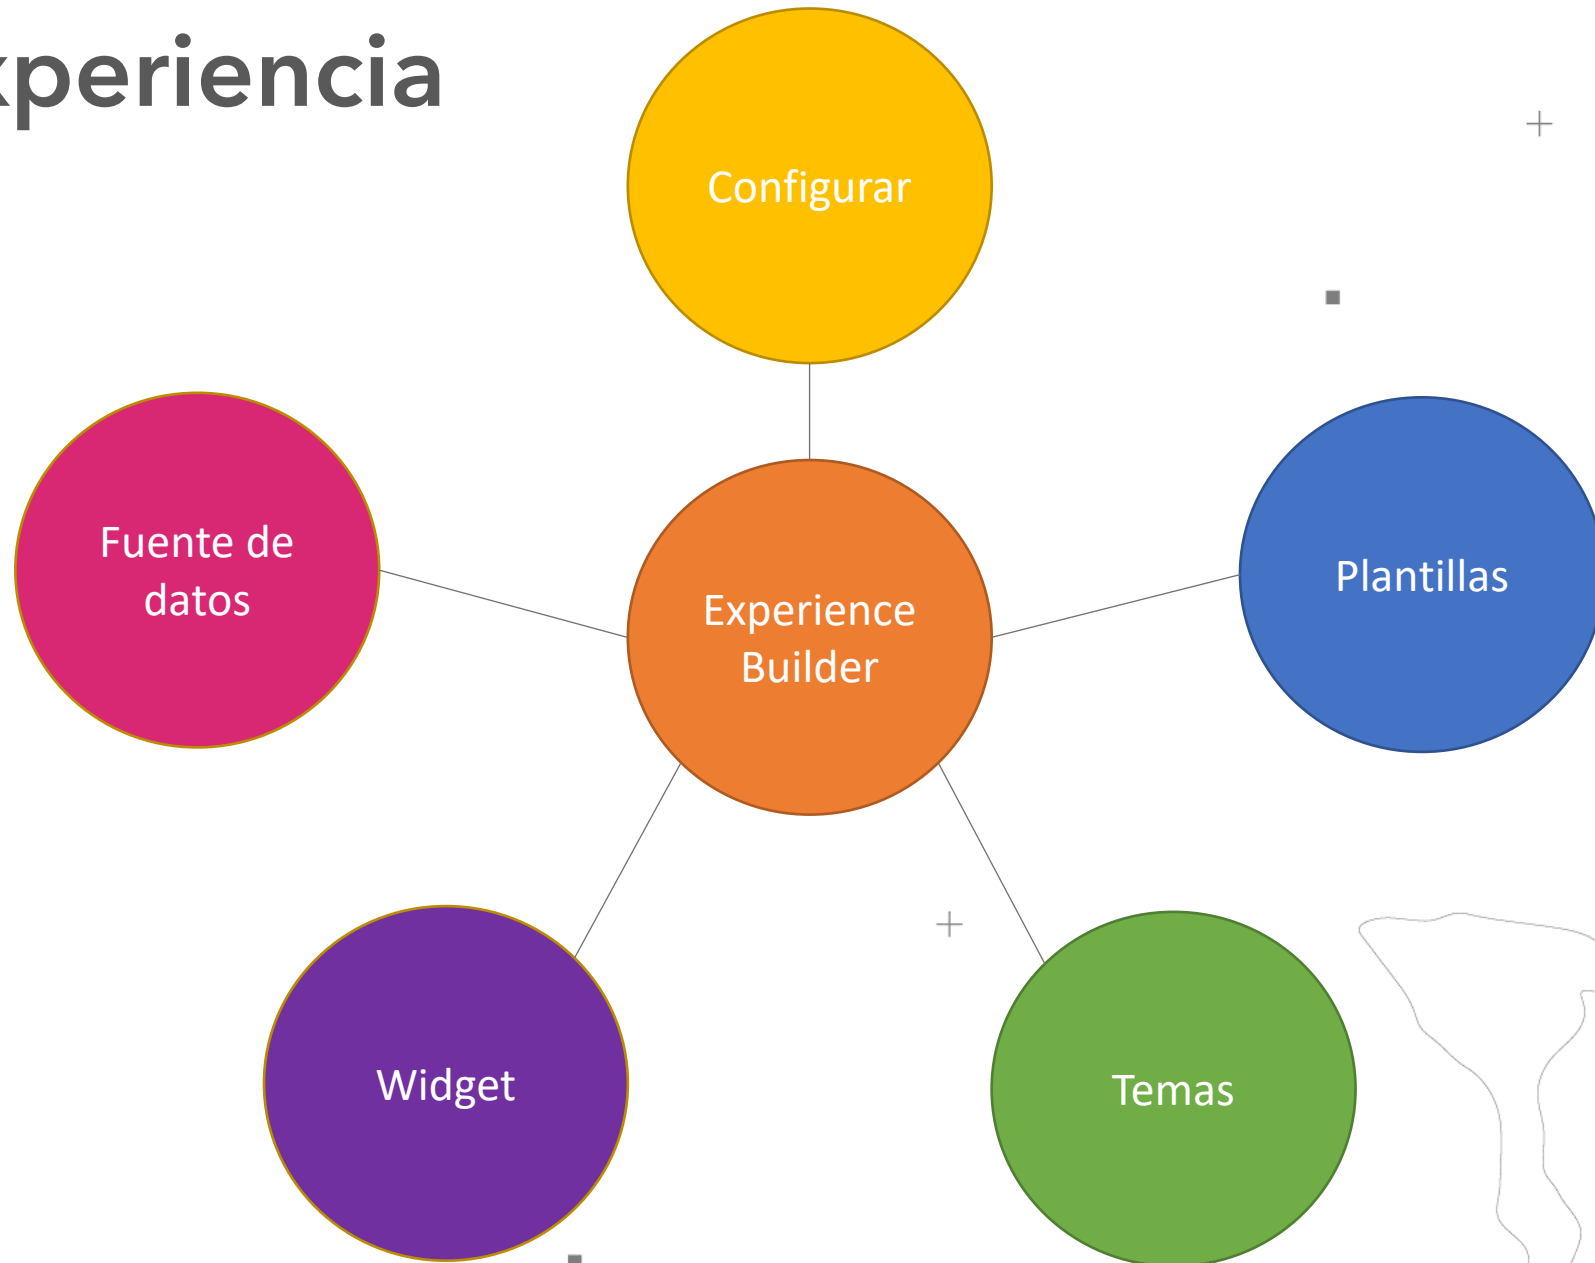 xperiencia
Configurar
Fuente de
datos
Experience
Builder
Plantillas
Widget
Temas